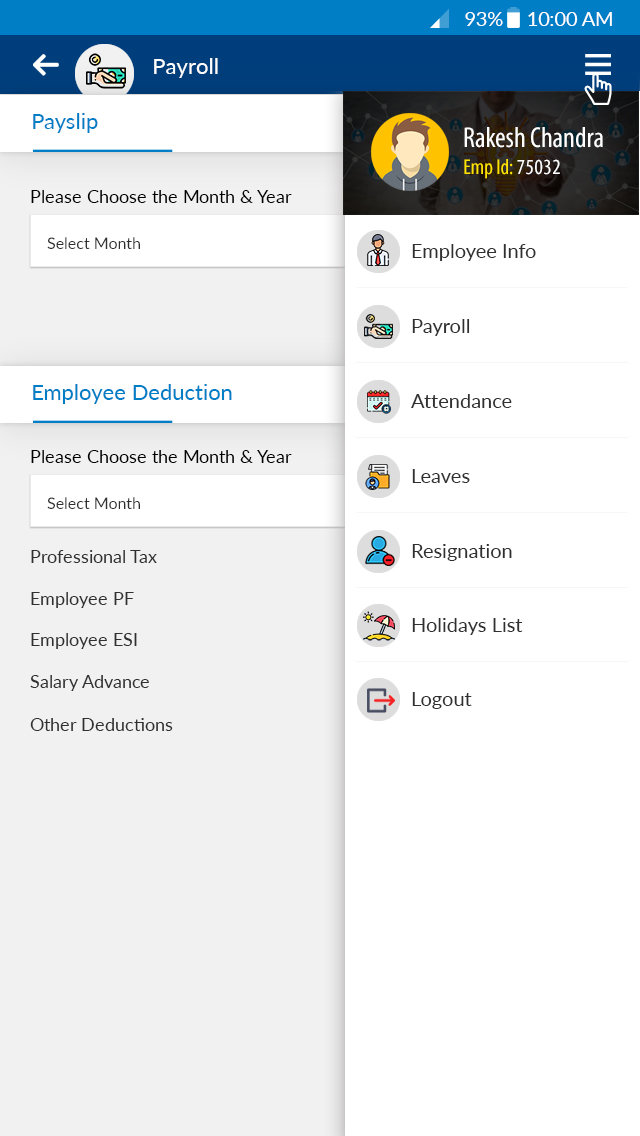 93% 10:00 AM
Payroll
Payslip
Please Choose the Month & Year
Select Month
Employee Deduction
Please Choose the Month & Year
Select Month
Professional Tax
Employee PF
Employee ESI
Salary Advance
Other Deductions
Rakesh Chandra
Emp Id: 75032
Employee Info
Payroll
Attendance
Leaves
Resignation
Holidays List
Logout